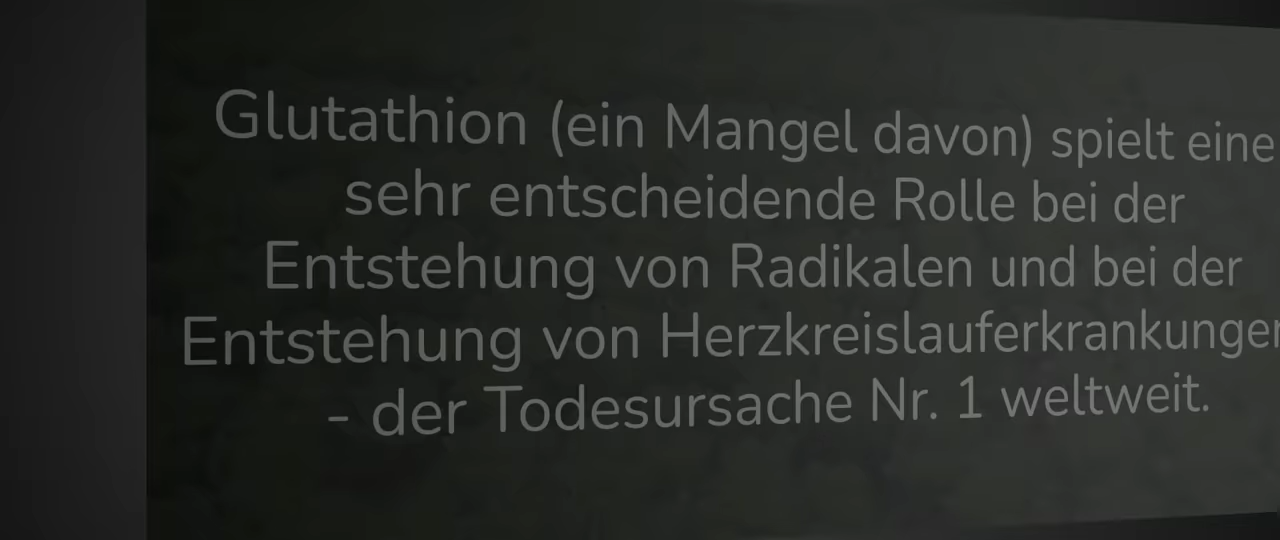 Glutathion (ein Mangel davon) spielt eine
sehr entscheidende Rolle bei der
Entstehung von Radikalen und bei der
Entstehung von Herzkreislauferkrankungen
- der Todesursache Nr. 1 weltweit.